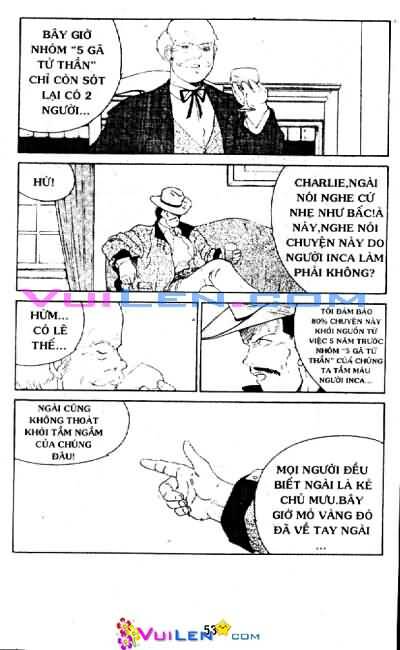 BÂY GIỜ
NHÓM "5 GÃ
TỬ THẦN"
CHỈ CÒN SÓT
LẠI CÓ 2
NGƯỜI...
HỨ!
CHARLIE,NGÀI
NÓI NGHE CỨ
NHẸ NHƯ BẤC!À
NÀY,NGHE NÓI
CHUYỆN NÀY DO
NGƯỜI INCA LÀM
PHẢI KHÔNG?
VUILEN.COM
HỪM...
CÓ LẼ
THẾ...
TÔI ĐẢM BẢO
80% CHUYỆN NÀY
KHỞI NGUỒN TỪ
VIỆC 5 NĂM TRƯỚC
NHÓM "5 GÃ TỬ
THẦN" CỦA CHÚNG
TA TẮM MÁU
NGƯỜI INCA...
NGÀI CŨNG
KHÔNG THOÁT
KHỎI TẦM NGẮM
CỦA CHÚNG
ĐÂU!
MỌI NGƯỜI ĐỀU
BIẾT NGÀI LÀ KẺ
CHỦ MƯU.BÂY
GIỜ MỎ VÀNG ĐÓ
ĐÃ VỀ TAY NGÀI
...
53
VUILEN.COM